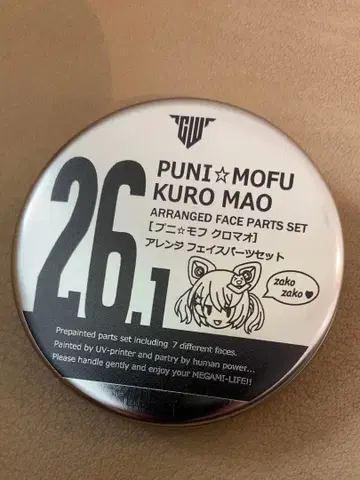 GW
PUNI☆MOFU
KURO MAO
ARRANGED FACE PARTS SET
[プニ☆モフ クロマオ]
アレンジ フェイスパーツセット
26.1
zako
zako♥
Prepainted parts set including 7 different faces.
Painted by UV-printer and partry by human power...
Please handle gently and enjoy your MEGAMI-LIFE!!